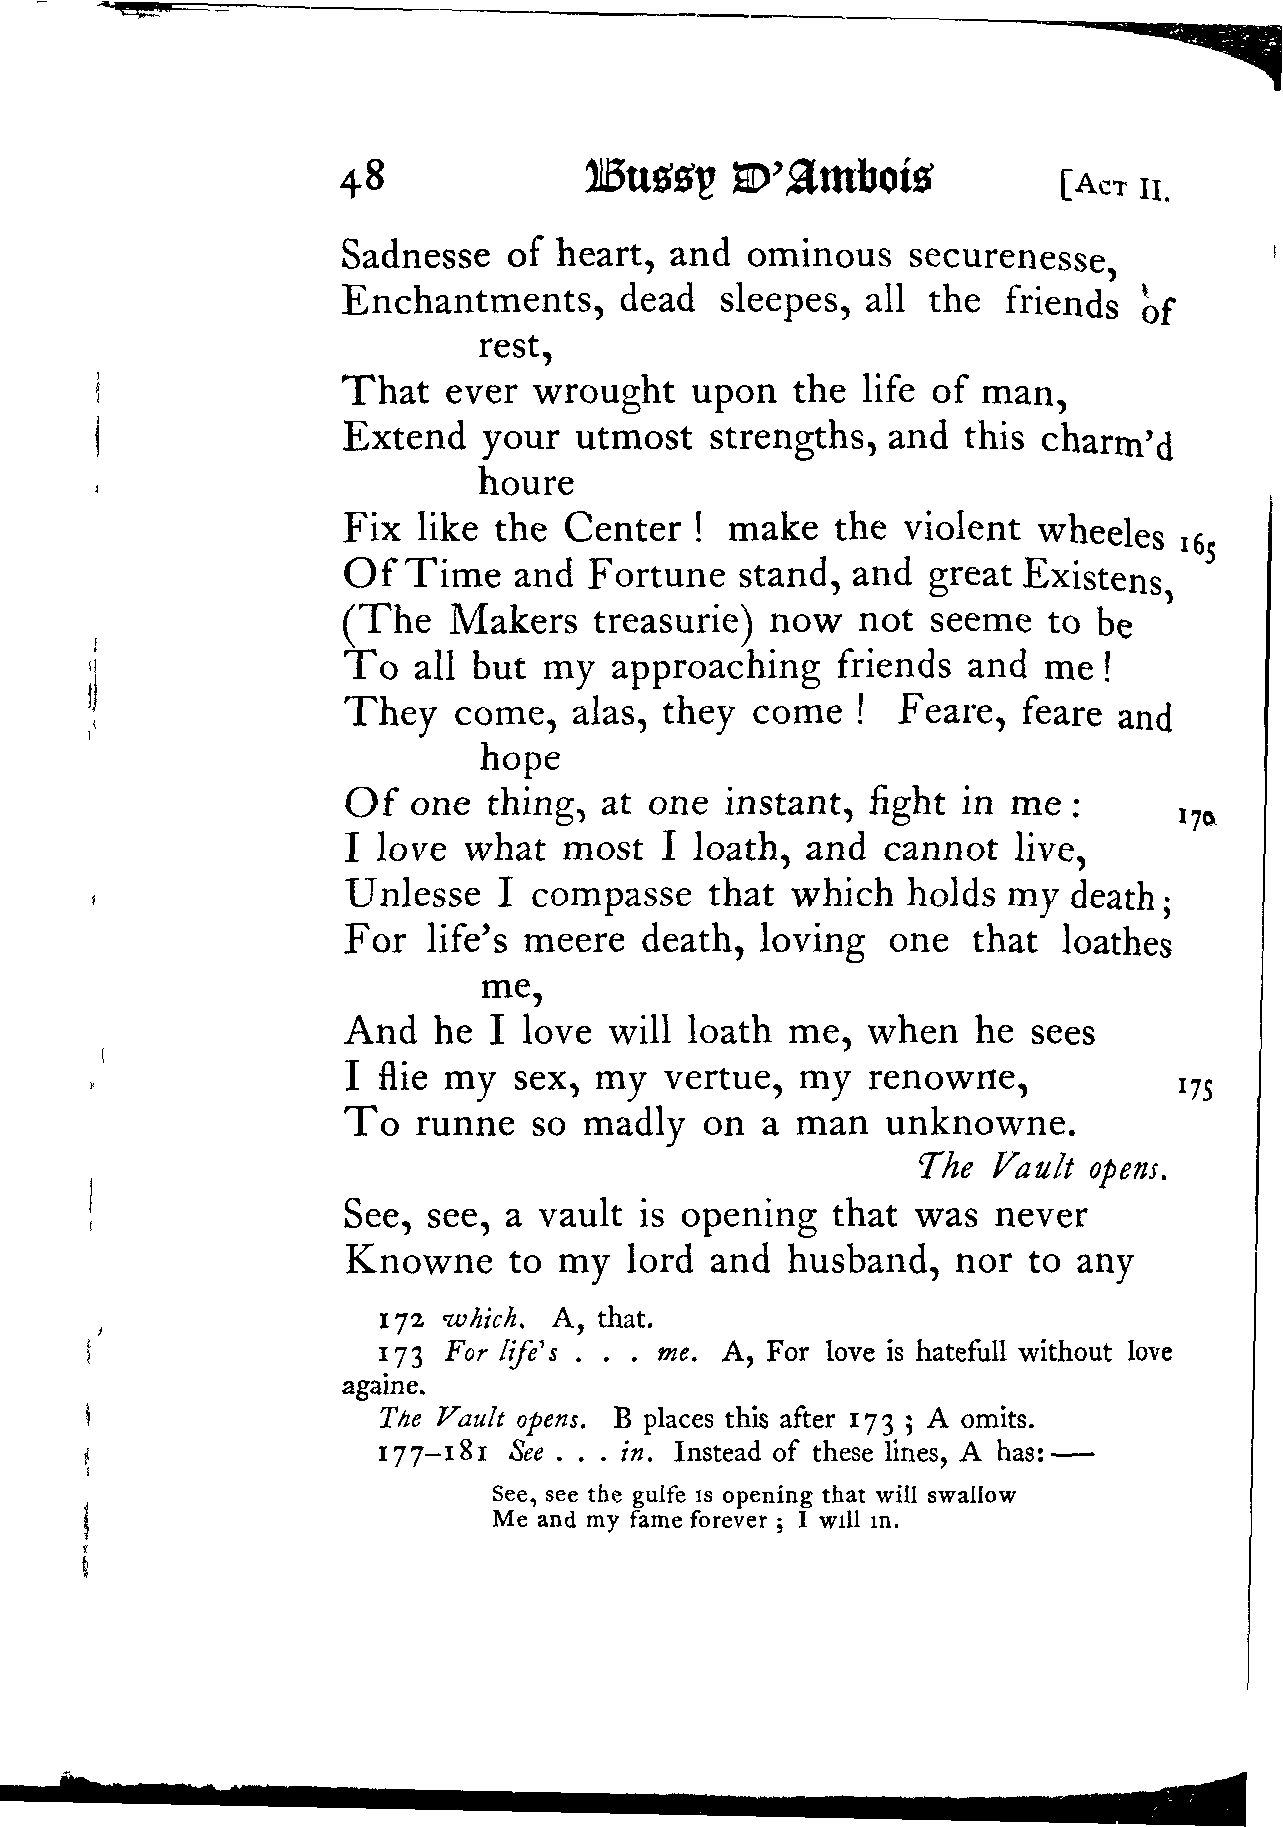 48 Bussy D'Ambois [ACT II.
Sadnesse of heart, and ominous securenesse,
Enchantments, dead sleepes, all the friends of
rest,
That ever wrought upon the life of man,
Extend your utmost strengths, and this charm'd
houre
Fix like the Center ! make the violent wheeles 165
Of Time and Fortune stand, and great Existens,
(The Makers treasurie) now not seeme to be
To all but my approaching friends and me !
They come, alas, they come ! Feare, feare and
hope
Of one thing, at one instant, fight in me : 170
I love what most I loath, and cannot live,
Unlesse I compasse that which holds my death ;
For life's meere death, loving one that loathes
me,
And he I love will loath me, when he sees
I flie my sex, my vertue, my renowne, 175
To runne so madly on a man unknowne.
The Vault opens.
See, see, a vault is opening that was never
Knowne to my lord and husband, nor to any
172 which. A, that.
173 For life's . . . me. A, For love is hatefull without love
againe.
The Vault opens. B places this after 173 ; A omits.
177–181 See . . . in. Instead of these lines, A has:—
See, see the gulfe is opening that will swallow
Me and my fame forever ; I will in.